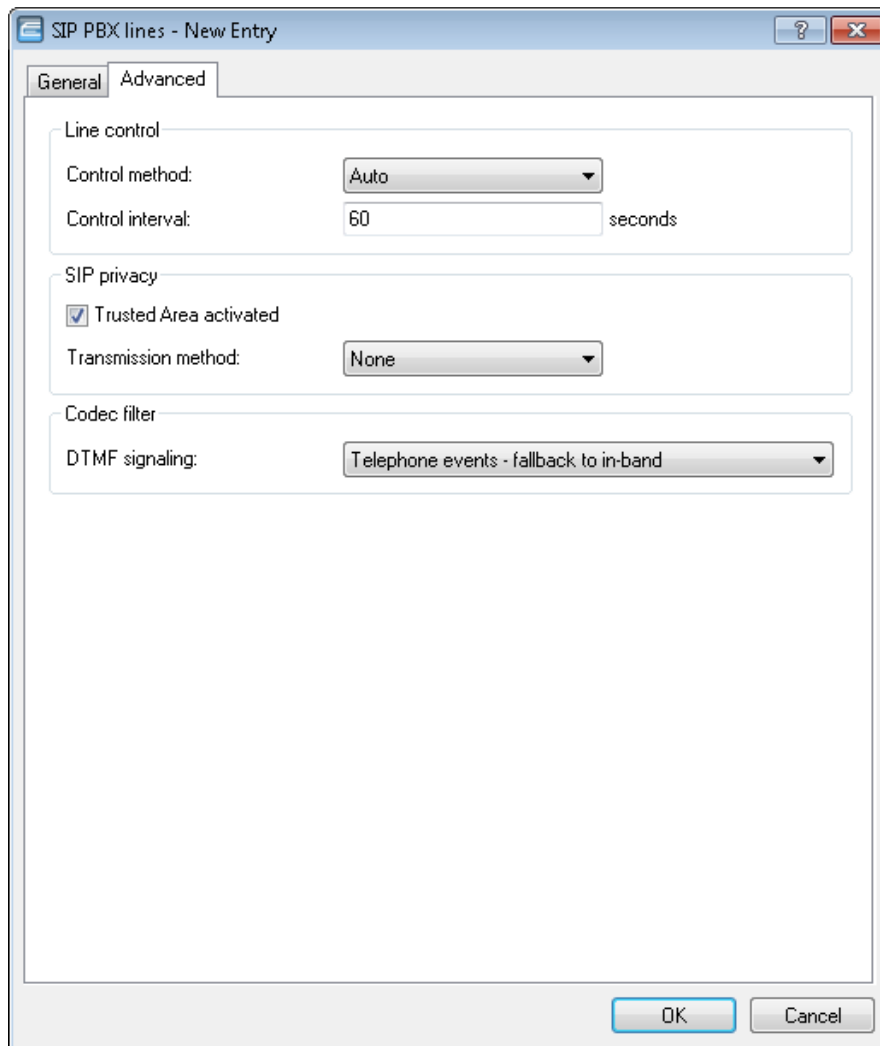 SIP PBX lines - New Entry
General Advanced
Line control
Control method: Auto
Control interval: 60 seconds
SIP privacy
Trusted Area activated
Transmission method: None
Codec filter
DTMF signaling: Telephone events - fallback to in-band
OK Cancel